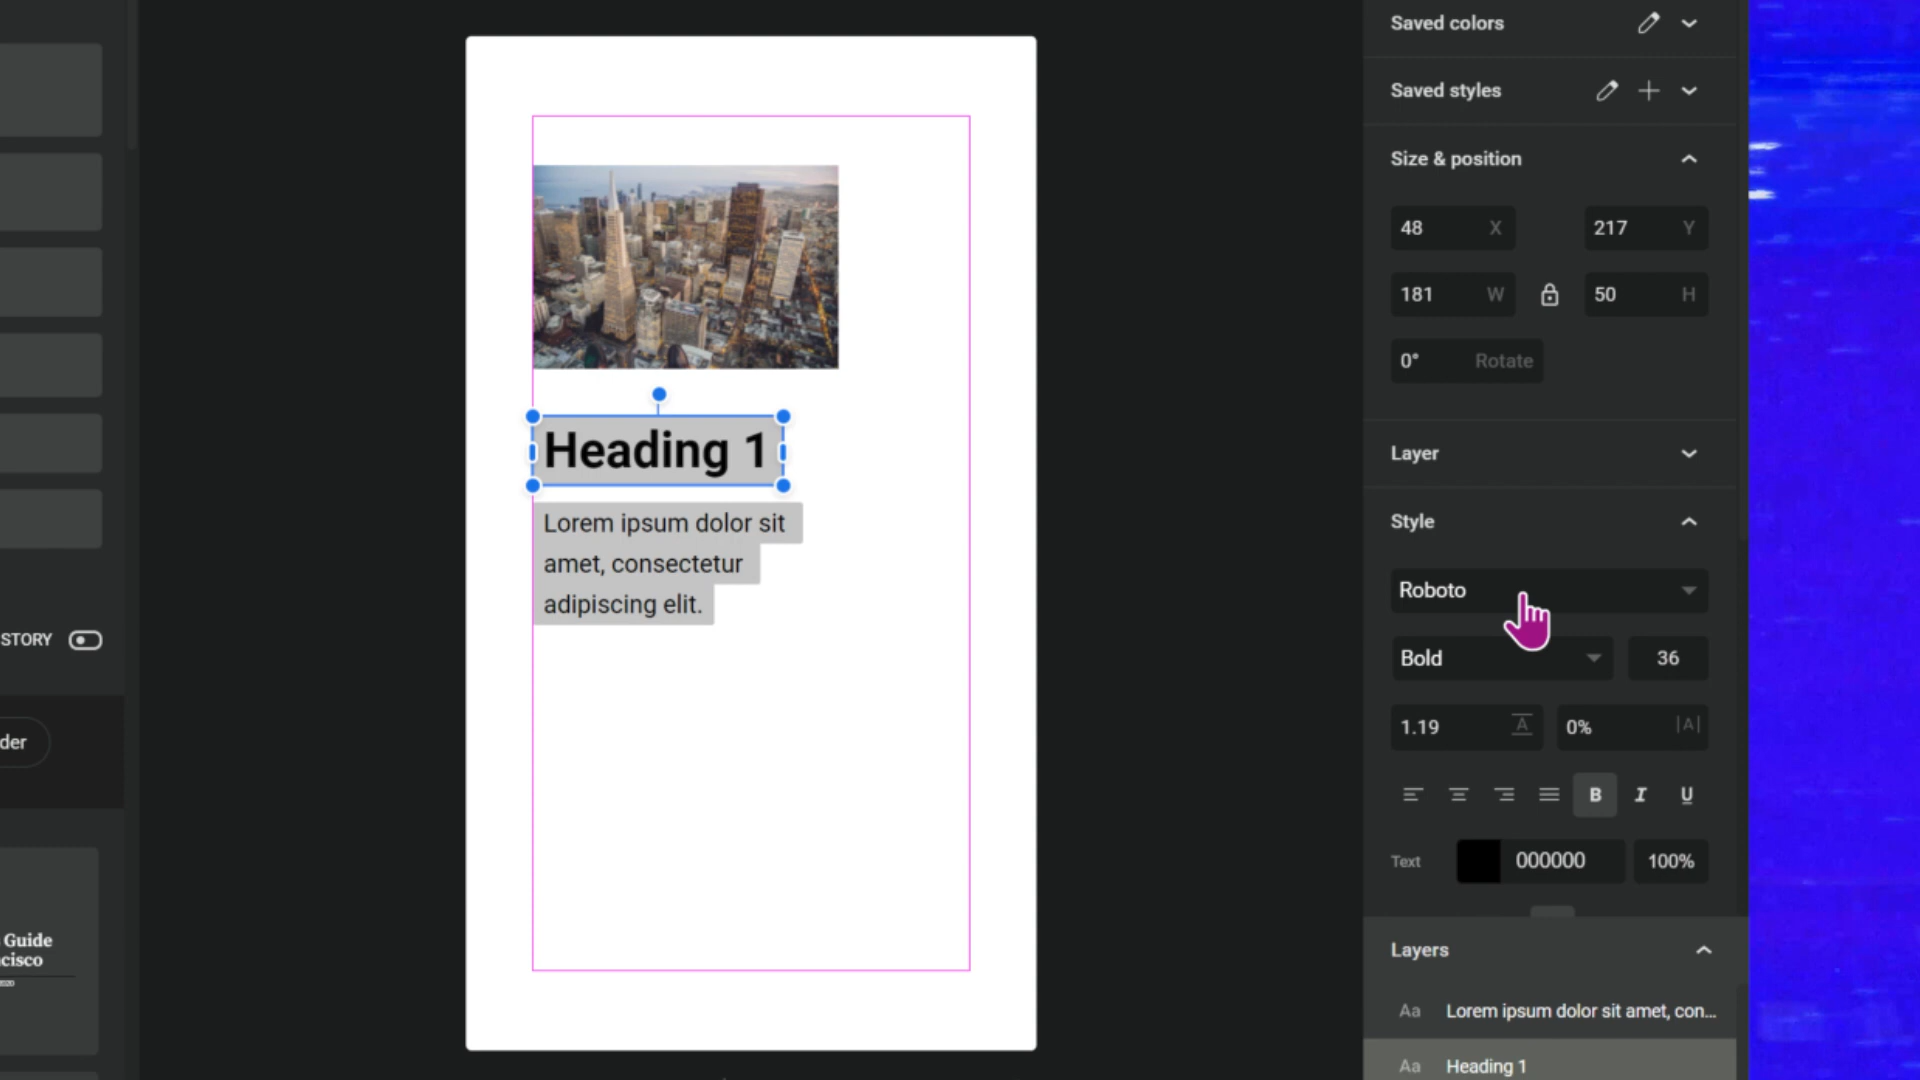 STORY
der
Guide
cisco
2020
Heading 1
Lorem ipsum dolor sit
amet, consectetur
adipiscing elit.
Saved colors
Saved styles
Size & position
48 X 217 Y
181 W 50 H
0° Rotate
Layer
Style
Roboto
Bold 36
1.19 A 0% |A|
B I U
Text 000000 100%
Layers
Aa Lorem ipsum dolor sit amet, con...
Aa Heading 1